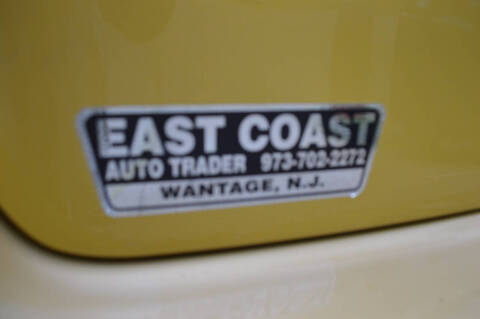 EAST COAST
AUTO TRADER 973-702-2272
WANTAGE, N.J.